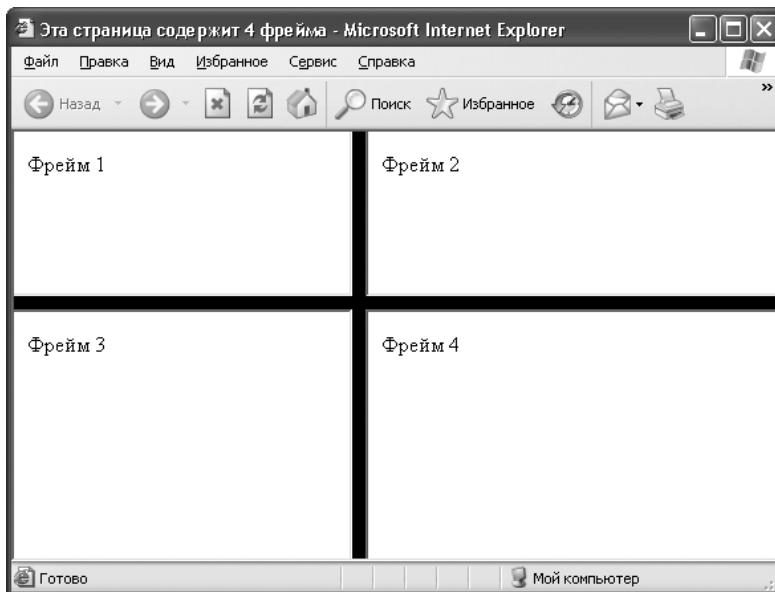 Эта страница содержит 4 фрейма - Microsoft Internet Explorer
Файл Правка Вид Избранное Сервис Справка
Назад Поиск Избранное »
Фрейм 1 Фрейм 2
Фрейм 3 Фрейм 4
Готово Мой компьютер